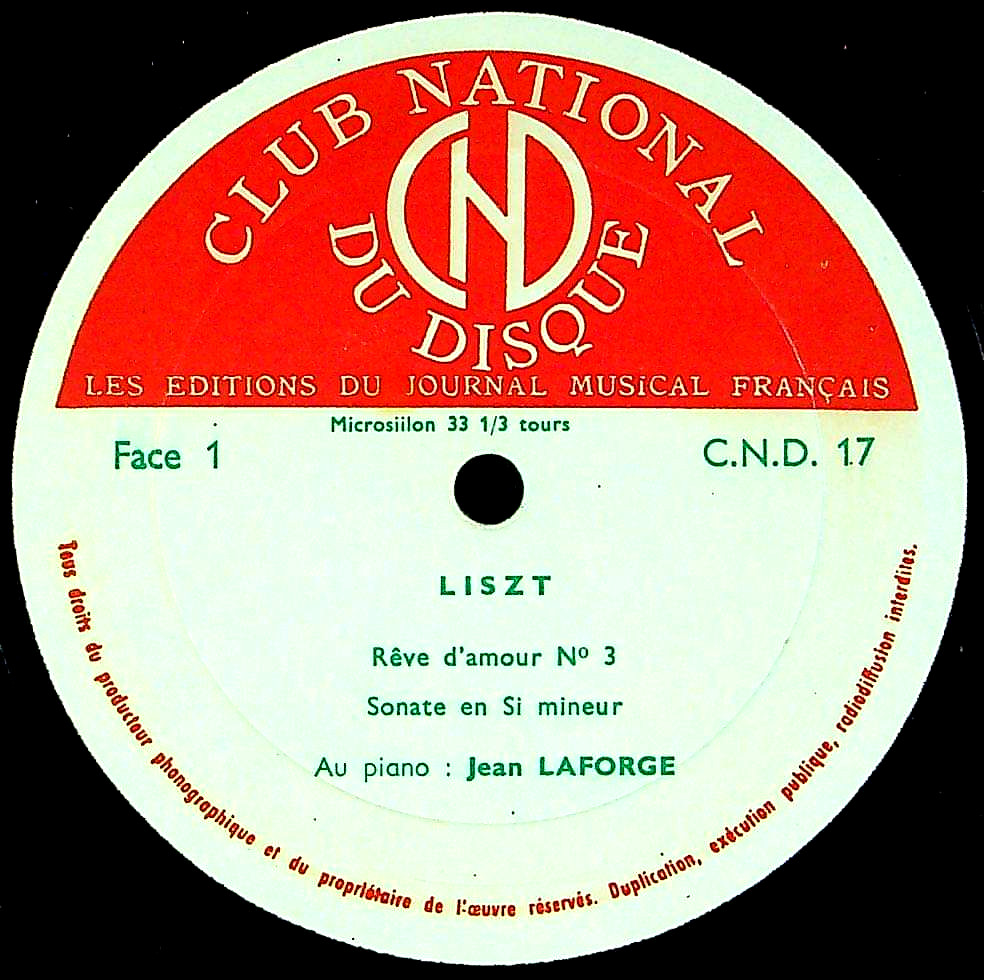 CLUB NATIONAL
DU DISQUE
CND
LES EDITIONS DU JOURNAL MUSICAL FRANÇAIS
Microsiilon 33 1/3 tours
Face 1
C.N.D. 17
LISZT
Rêve d'amour Nº 3
Sonate en Si mineur
Au piano : Jean LAFORGE
Tous droits du producteur phonographique et du propriétaire de l'œuvre réservés. Duplication, exécution publique, radiodiffusion interdites.